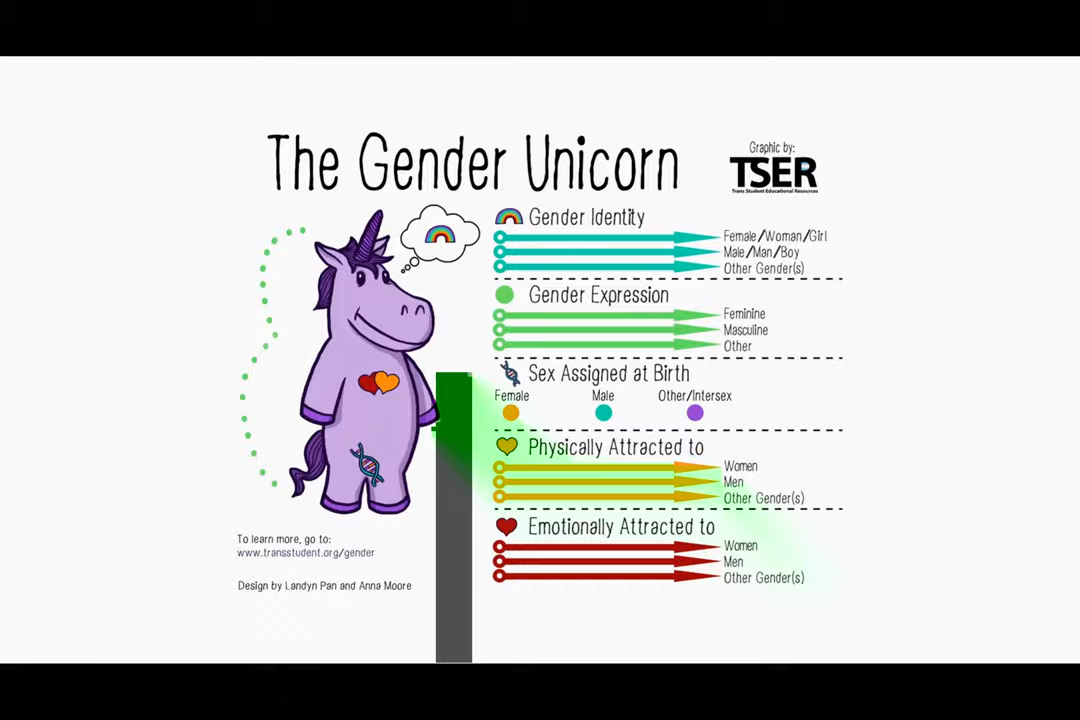 The Gender Unicorn
Graphic by:
TSER
Trans Student Educational Resources
Gender Identity
Female/Woman/Girl
Male/Man/Boy
Other Gender(s)
Gender Expression
Feminine
Masculine
Other
Sex Assigned at Birth
Female Male Other/Intersex
Physically Attracted to
Women
Men
Other Gender(s)
Emotionally Attracted to
Women
Men
Other Gender(s)
To learn more, go to:
www.transstudent.org/gender
Design by Landyn Pan and Anna Moore